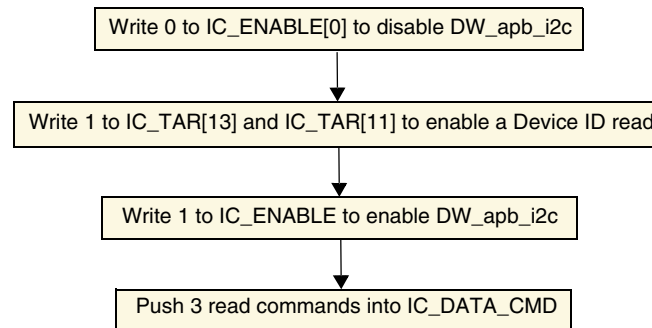 Write 0 to IC_ENABLE[0] to disable DW_apb_i2c
Write 1 to IC_TAR[13] and IC_TAR[11] to enable a Device ID read
Write 1 to IC_ENABLE to enable DW_apb_i2c
Push 3 read commands into IC_DATA_CMD